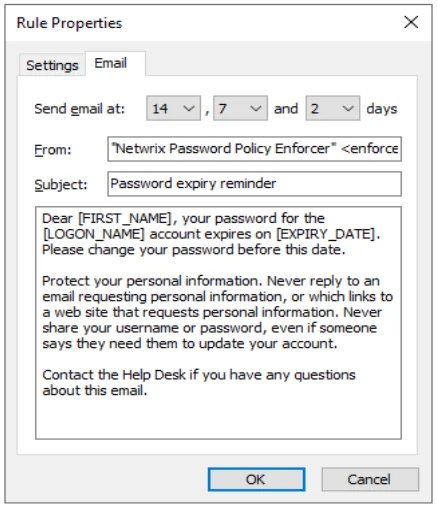 Rule Properties
Settings
Email
Send email at: 14 , 7 and 2 days
From: "Netwrix Password Policy Enforcer" <enforce
Subject: Password expiry reminder
Dear [FIRST_NAME], your password for the
[LOGON_NAME] account expires on [EXPIRY_DATE].
Please change your password before this date.
Protect your personal information. Never reply to an
email requesting personal information, or which links to
a web site that requests personal information. Never
share your username or password, even if someone
says they need them to update your account.
Contact the Help Desk if you have any questions
about this email.
OK
Cancel